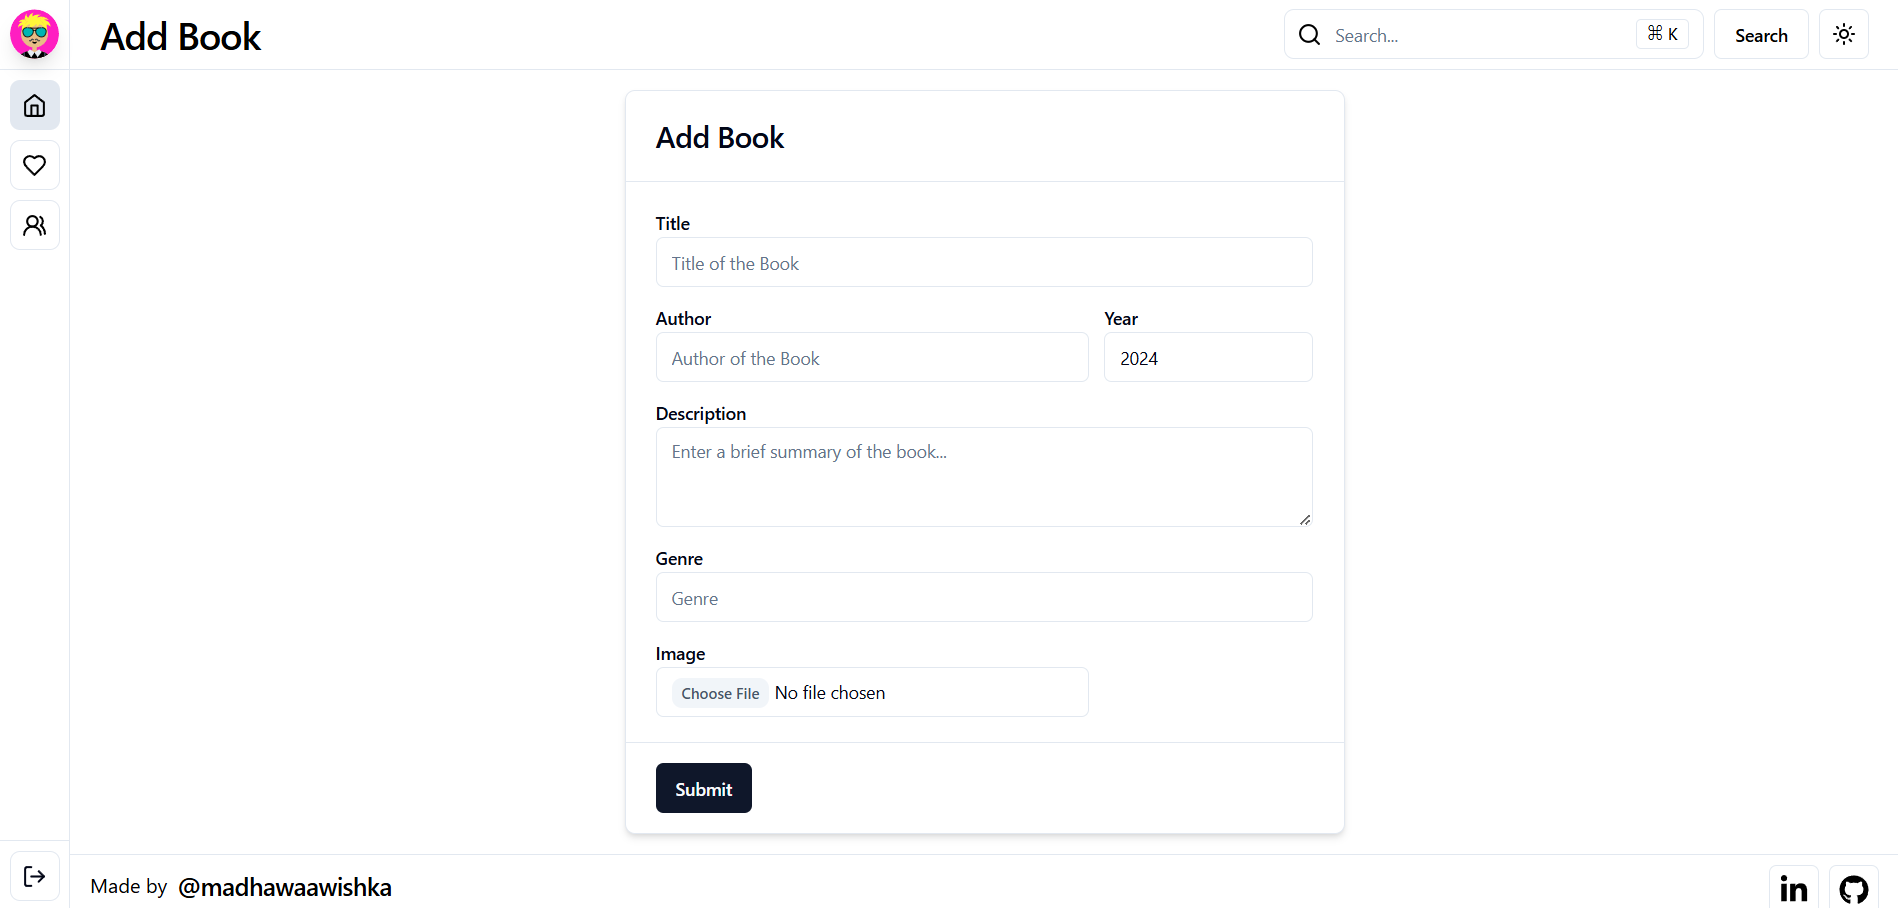 Add Book
Search...
⌘ K
Search
Add Book
Title
Title of the Book
Author
Year
Author of the Book
2024
Description
Enter a brief summary of the book...
Genre
Genre
Image
Choose File No file chosen
Submit
Made by @madhawaawishka
in